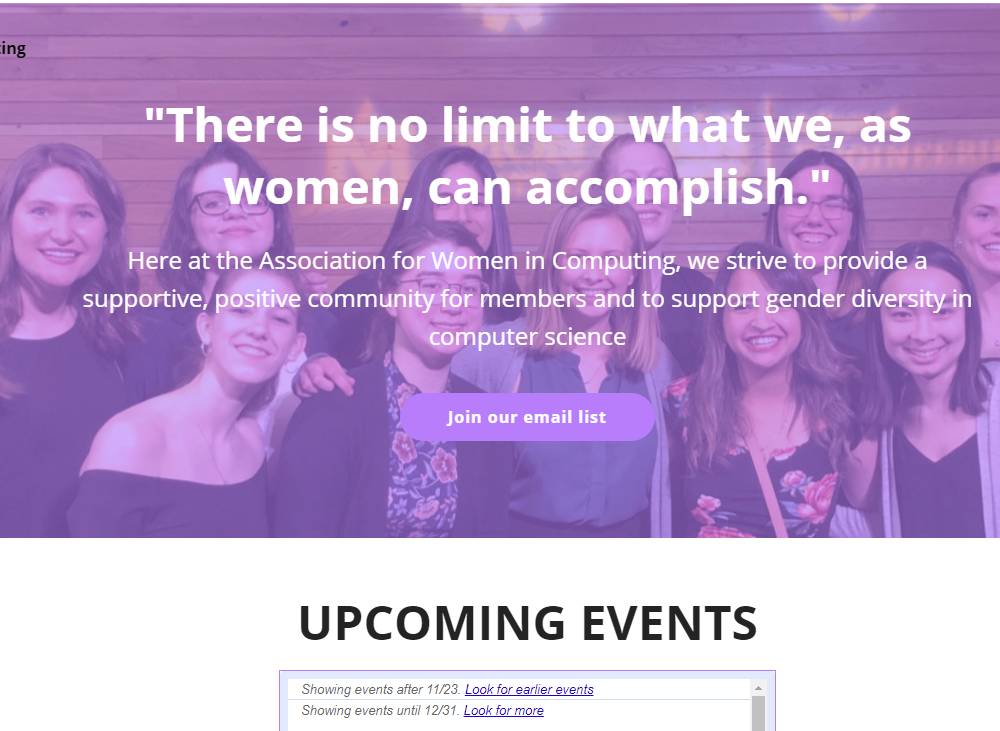 ting
"There is no limit to what we, as
women, can accomplish."
Here at the Association for Women in Computing, we strive to provide a
supportive, positive community for members and to support gender diversity in
computer science
Join our email list
UPCOMING EVENTS
Showing events after 11/23. Look for earlier events
Showing events until 12/31. Look for more